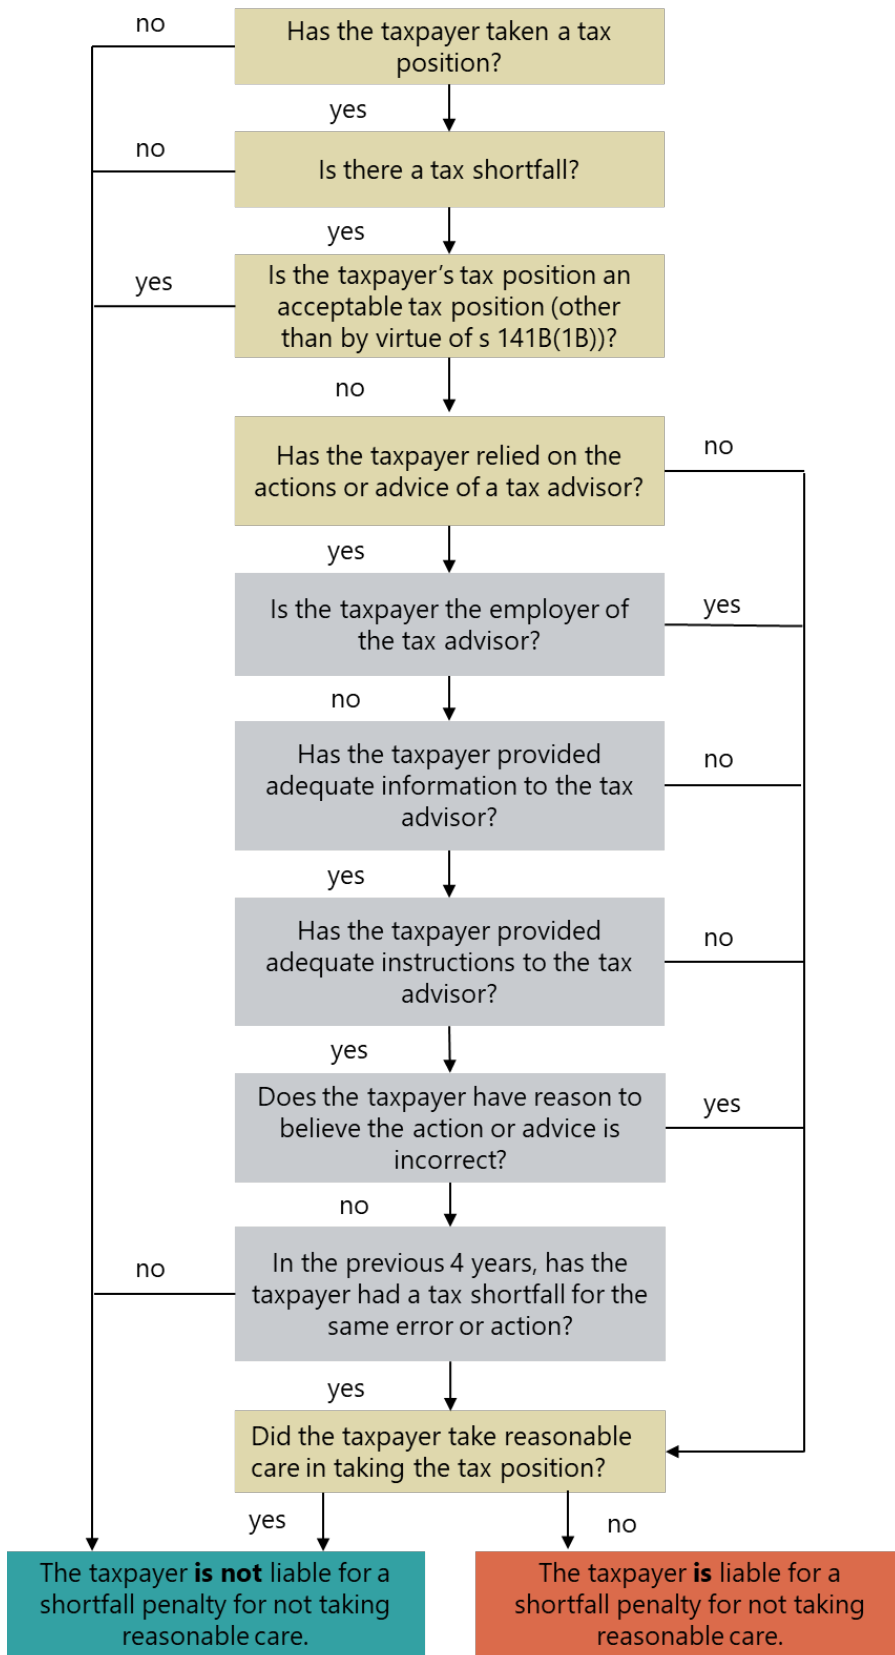 no
Has the taxpayer taken a tax
position?
yes
no
Is there a tax shortfall?
yes
yes
Is the taxpayer’s tax position an
acceptable tax position (other
than by virtue of s 141B(1B))?
no
Has the taxpayer relied on the
actions or advice of a tax advisor?
no
yes
Is the taxpayer the employer of
the tax advisor?
yes
no
Has the taxpayer provided
adequate information to the tax
advisor?
no
yes
Has the taxpayer provided
adequate instructions to the tax
advisor?
no
yes
Does the taxpayer have reason to
believe the action or advice is
incorrect?
yes
no
no
In the previous 4 years, has the
taxpayer had a tax shortfall for the
same error or action?
yes
Did the taxpayer take reasonable
care in taking the tax position?
yes
no
The taxpayer is not liable for a
shortfall penalty for not taking
reasonable care.
The taxpayer is liable for a
shortfall penalty for not taking
reasonable care.